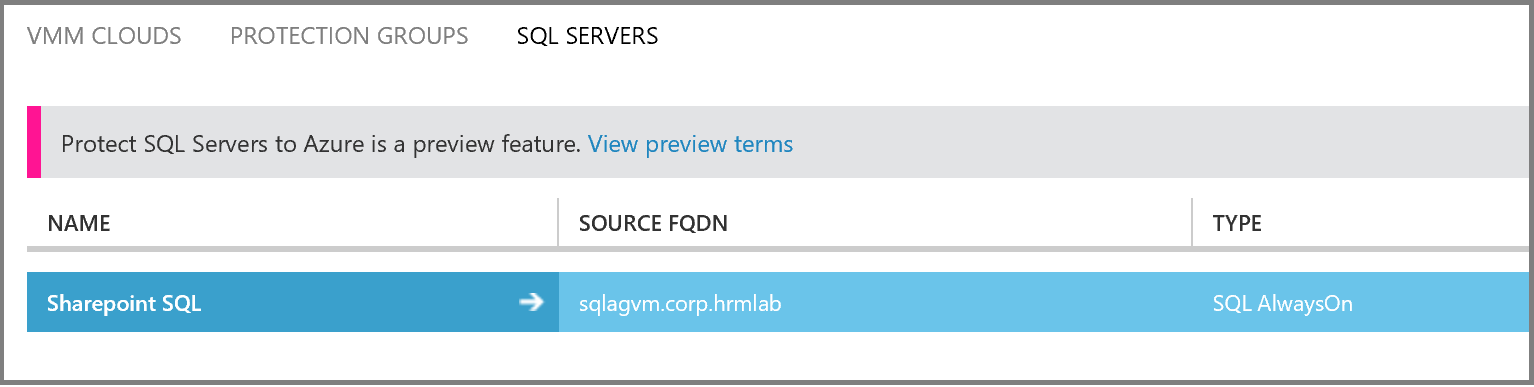 VMM CLOUDS PROTECTION GROUPS SQL SERVERS
Protect SQL Servers to Azure is a preview feature. View preview terms
NAME SOURCE FQDN TYPE
Sharepoint SQL sqlagvm.corp.hrmlab SQL AlwaysOn